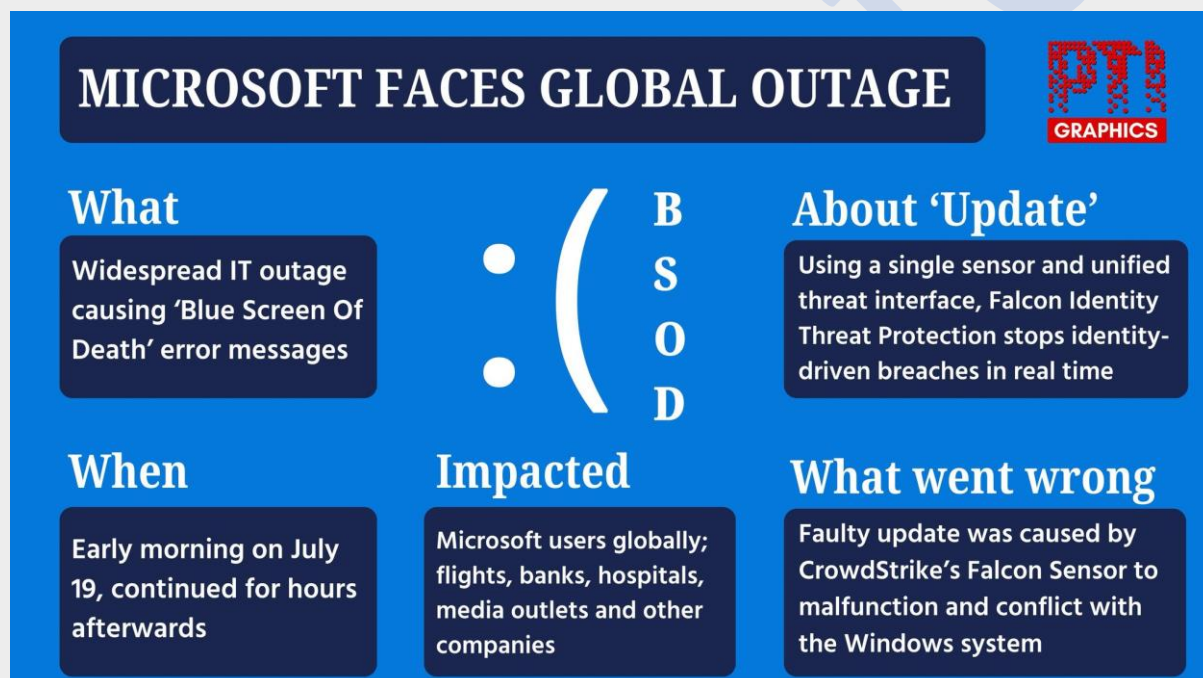 MICROSOFT FACES GLOBAL OUTAGE
PTI
GRAPHICS
What
Widespread IT outage
causing ‘Blue Screen Of
Death’ error messages
:(
B
S
O
D
About ‘Update’
Using a single sensor and unified
threat interface, Falcon Identity
Threat Protection stops identity-
driven breaches in real time
When
Early morning on July
19, continued for hours
afterwards
Impacted
Microsoft users globally;
flights, banks, hospitals,
media outlets and other
companies
What went wrong
Faulty update was caused by
CrowdStrike’s Falcon Sensor to
malfunction and conflict with
the Windows system